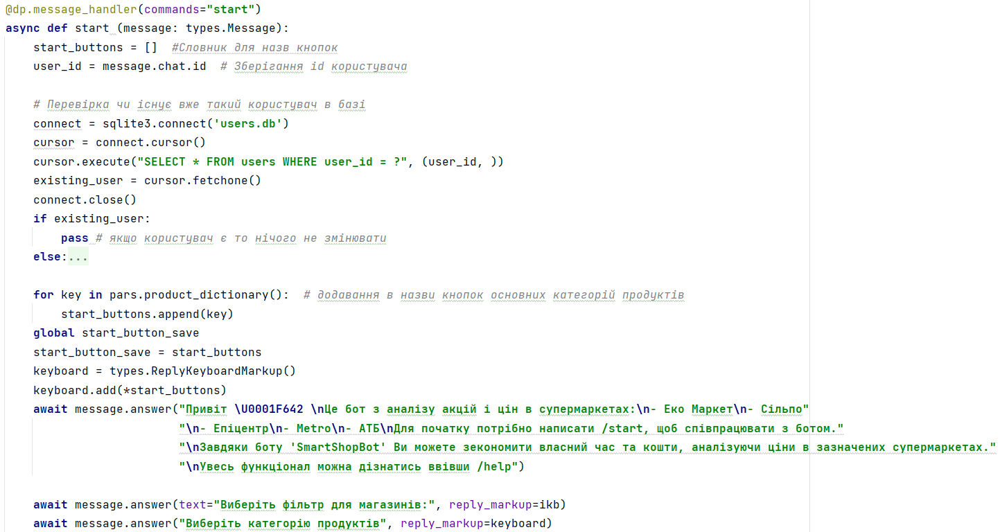 @dp.message_handler(commands="start")
async def start (message: types.Message):
    start_buttons = []  #Словник для назв кнопок
    user_id = message.chat.id  # Зберігання id користувача

    # Перевірка чи існує вже такий користувач в базі
    connect = sqlite3.connect('users.db')
    cursor = connect.cursor()
    cursor.execute("SELECT * FROM users WHERE user_id = ?", (user_id, ))
    existing_user = cursor.fetchone()
    connect.close()
    if existing_user:
        pass # якщо користувач є то нічого не змінювати
    else:...

    for key in pars.product_dictionary():  # додавання в назви кнопок основних категорій продуктів
        start_buttons.append(key)
    global start_button_save
    start_button_save = start_buttons
    keyboard = types.ReplyKeyboardMarkup()
    keyboard.add(*start_buttons)
    await message.answer("Привіт \U0001F642 \nЦе бот з аналізу акцій і цін в супермаркетах:\n- Еко Маркет\n- Сільпо"
                         "\n- Епіцентр\n- Metro\n- АТБ\nДля початку потрібно написати /start, щоб співпрацювати з ботом."
                         "\nЗавдяки боту 'SmartShopBot' Ви можете зекономити власний час та кошти, аналізуючи ціни в зазначених супермаркетах."
                         "\nУвесь функціонал можна дізнатись ввівши /help")

    await message.answer(text="Виберіть фільтр для магазинів:", reply_markup=ikb)
    await message.answer("Виберіть категорію продуктів", reply_markup=keyboard)